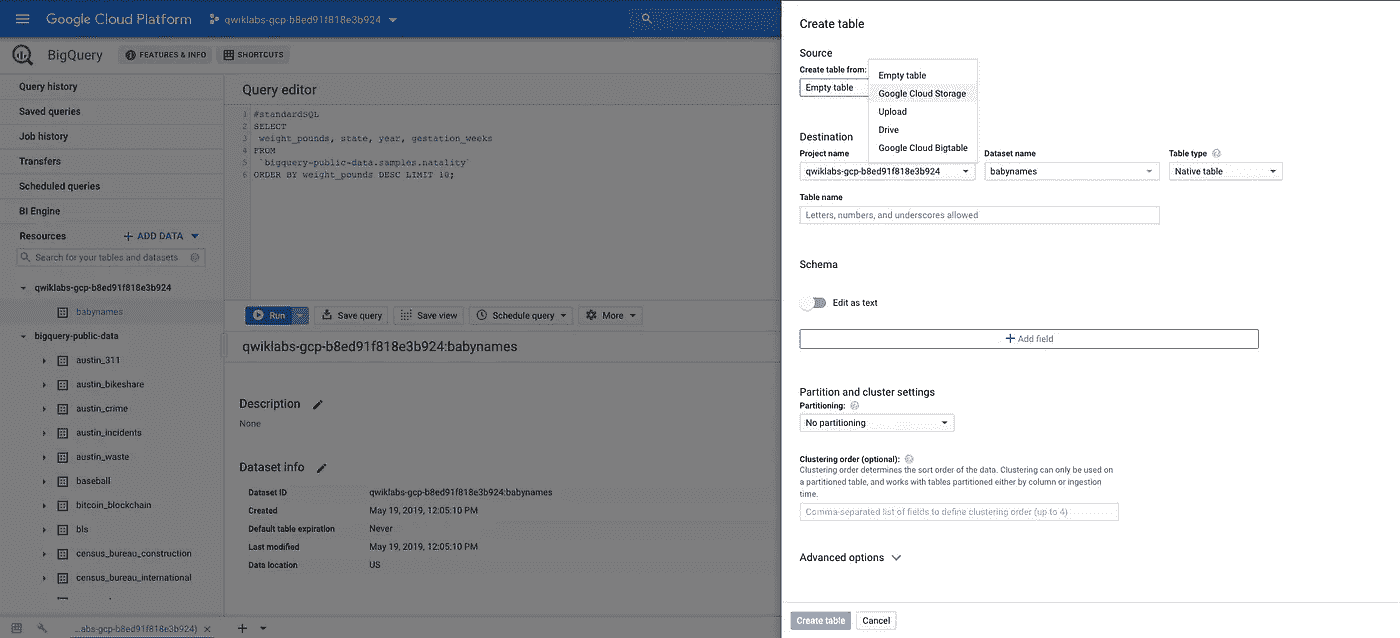 Google Cloud Platform
qwiklabs-gcp-b8ed91f818e3b924
BigQuery
FEATURES & INFO
SHORTCUTS
Query history
Saved queries
Job history
Transfers
Scheduled queries
BI Engine
Resources
+ ADD DATA
Search for your tables and datasets
qwiklabs-gcp-b8ed91f818e3b924
babynames
bigquery-public-data
austin_311
austin_bikeshare
austin_crime
austin_incidents
austin_waste
baseball
bitcoin_blockchain
bls
census_bureau_construction
census_bureau_international
Query editor
1 #standardSQL
2 SELECT
3 weight_pounds, state, year, gestation_weeks
4 FROM
5 `bigquery-public-data.samples.natality`
6 ORDER BY weight_pounds DESC LIMIT 10;
Run
Save query
Save view
Schedule query
More
qwiklabs-gcp-b8ed91f818e3b924:babynames
Description
None
Dataset info
Dataset ID qwiklabs-gcp-b8ed91f818e3b924:babynames
Created May 19, 2019, 12:05:10 PM
Default table expiration Never
Last modified May 19, 2019, 12:05:10 PM
Data location US
...abs-gcp-b8ed91f818e3b924)
Create table
Source
Create table from:
Empty table
Empty table
Google Cloud Storage
Upload
Drive
Google Cloud Bigtable
Destination
Project name
qwiklabs-gcp-b8ed91f818e3b924
Dataset name
babynames
Table type
Native table
Table name
Letters, numbers, and underscores allowed
Schema
Edit as text
+ Add field
Partition and cluster settings
Partitioning:
No partitioning
Clustering order (optional):
Clustering order determines the sort order of the data. Clustering can only be used on
a partitioned table, and works with tables partitioned either by column or ingestion
time.
Comma-separated list of fields to define clustering order (up to 4)
Advanced options
Create table
Cancel